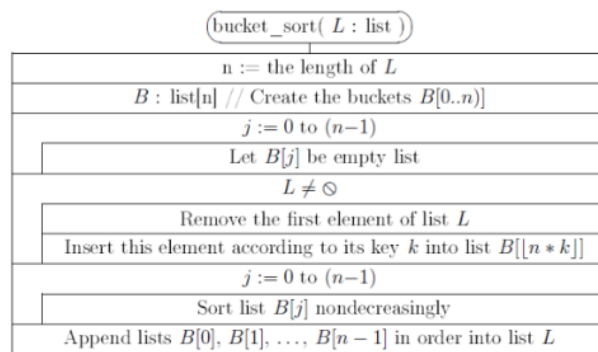 bucket_sort( L : list )
n := the length of L
B : list[n] // Create the buckets B[0..n)]
j := 0 to (n−1)
Let B[j] be empty list
L ≠ ⦸
Remove the first element of list L
Insert this element according to its key k into list B[⌊n * k⌋]
j := 0 to (n−1)
Sort list B[j] nondecreasingly
Append lists B[0], B[1], …, B[n − 1] in order into list L